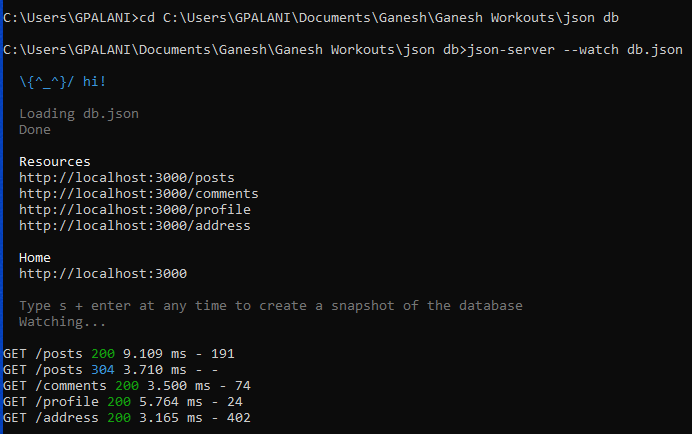 C:\Users\GPALANI>cd C:\Users\GPALANI\Documents\Ganesh\Ganesh Workouts\json db
C:\Users\GPALANI\Documents\Ganesh\Ganesh Workouts\json db>json-server --watch db.json
\{^_^}/ hi!
Loading db.json
Done
Resources
http://localhost:3000/posts
http://localhost:3000/comments
http://localhost:3000/profile
http://localhost:3000/address
Home
http://localhost:3000
Type s + enter at any time to create a snapshot of the database
Watching...
GET /posts 200 9.109 ms - 191
GET /posts 304 3.710 ms - -
GET /comments 200 3.500 ms - 74
GET /profile 200 5.764 ms - 24
GET /address 200 3.165 ms - 402